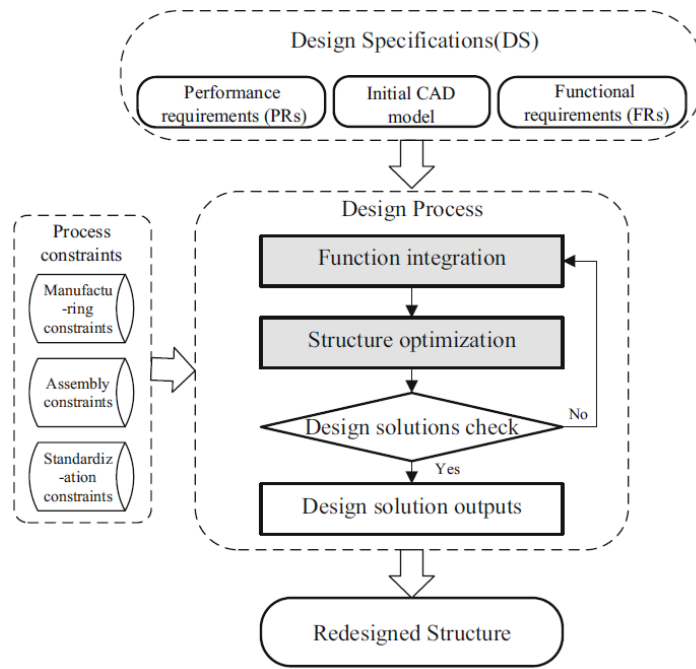 Design Specifications(DS)
Performance
requirements (PRs)
Initial CAD
model
Functional
requirements (FRs)
Design Process
Function integration
Structure optimization
Design solutions check
No
Yes
Design solution outputs
Process
constraints
Manufactu
-ring
constraints
Assembly
constraints
Standardiz
-ation
constraints
Redesigned Structure